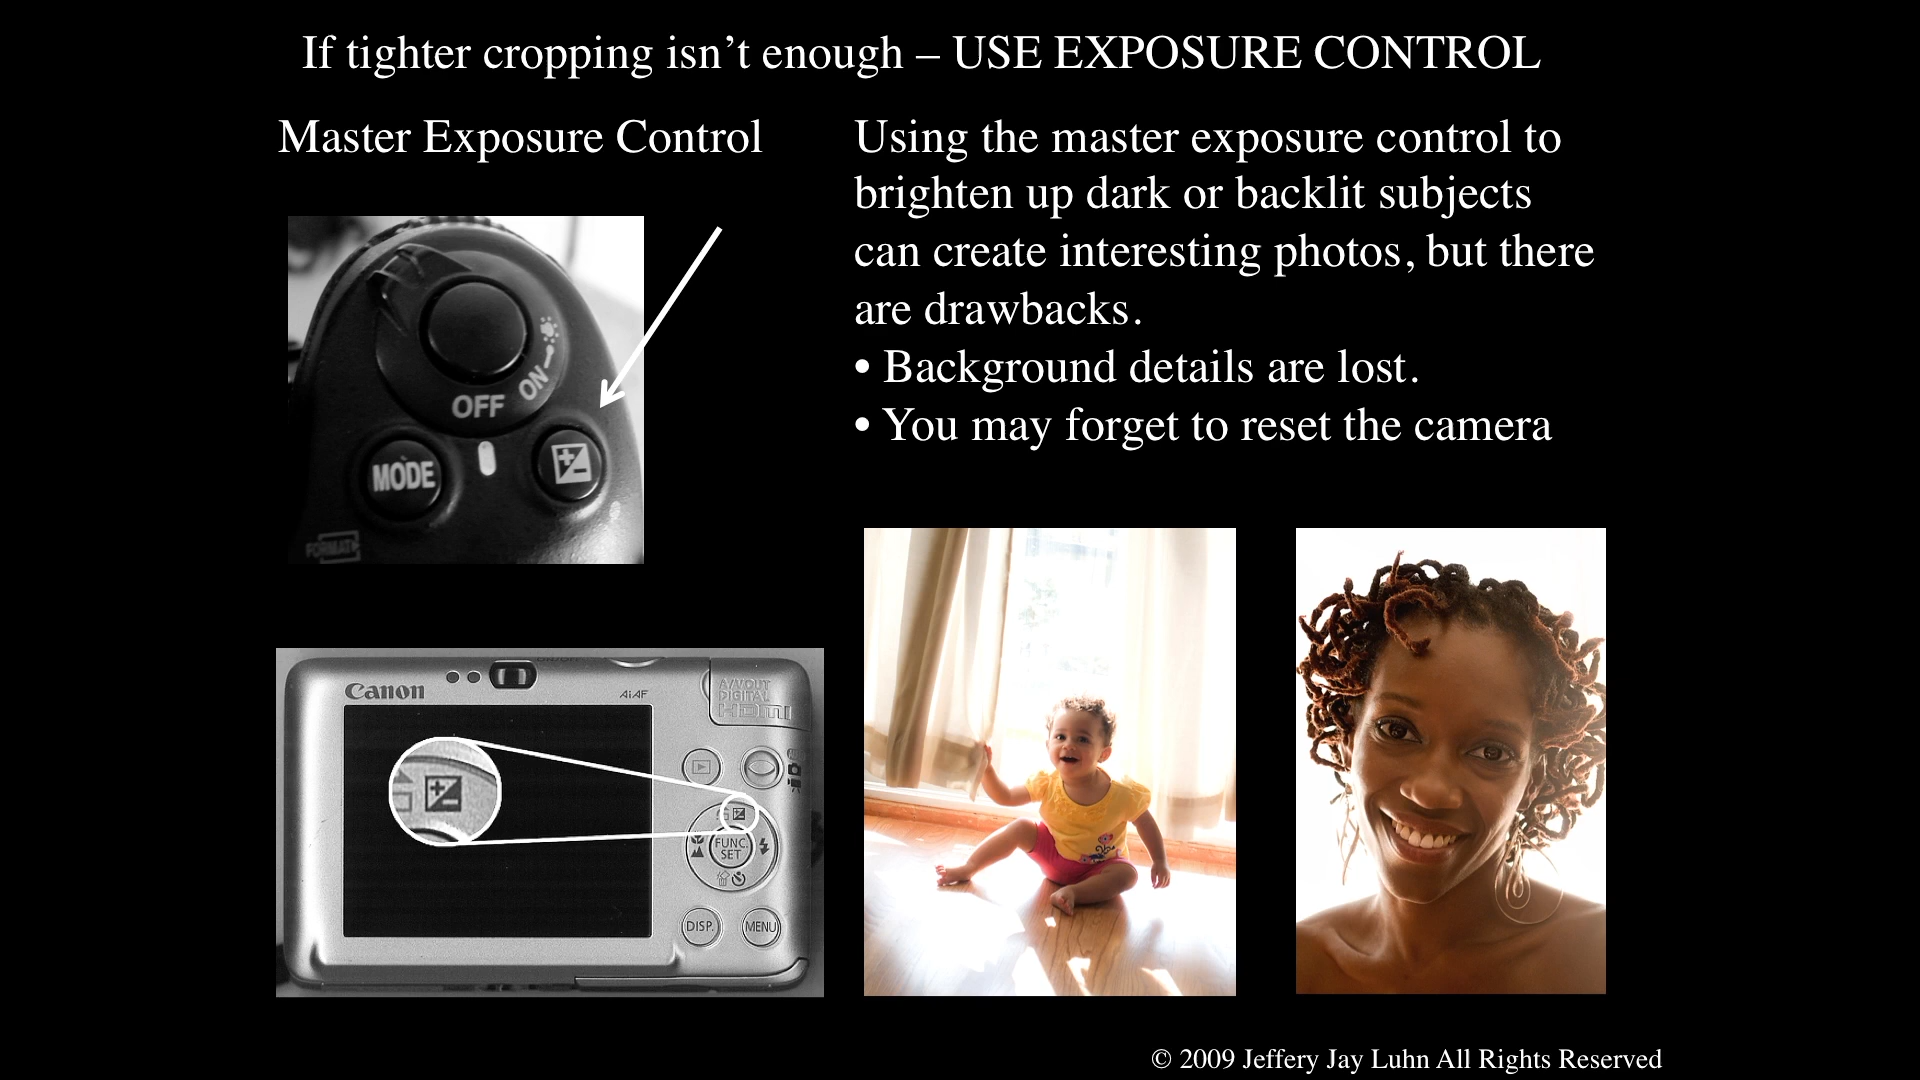 If tighter cropping isn’t enough – USE EXPOSURE CONTROL
Master Exposure Control
Using the master exposure control to
brighten up dark or backlit subjects
can create interesting photos, but there
are drawbacks.
• Background details are lost.
• You may forget to reset the camera
ON
OFF
MODE
FORMAT
ON/OFF
Canon
AiAF
A/V OUT
DIGITAL
HDMI
FUNC.
SET
DISP.
MENU
© 2009 Jeffery Jay Luhn All Rights Reserved